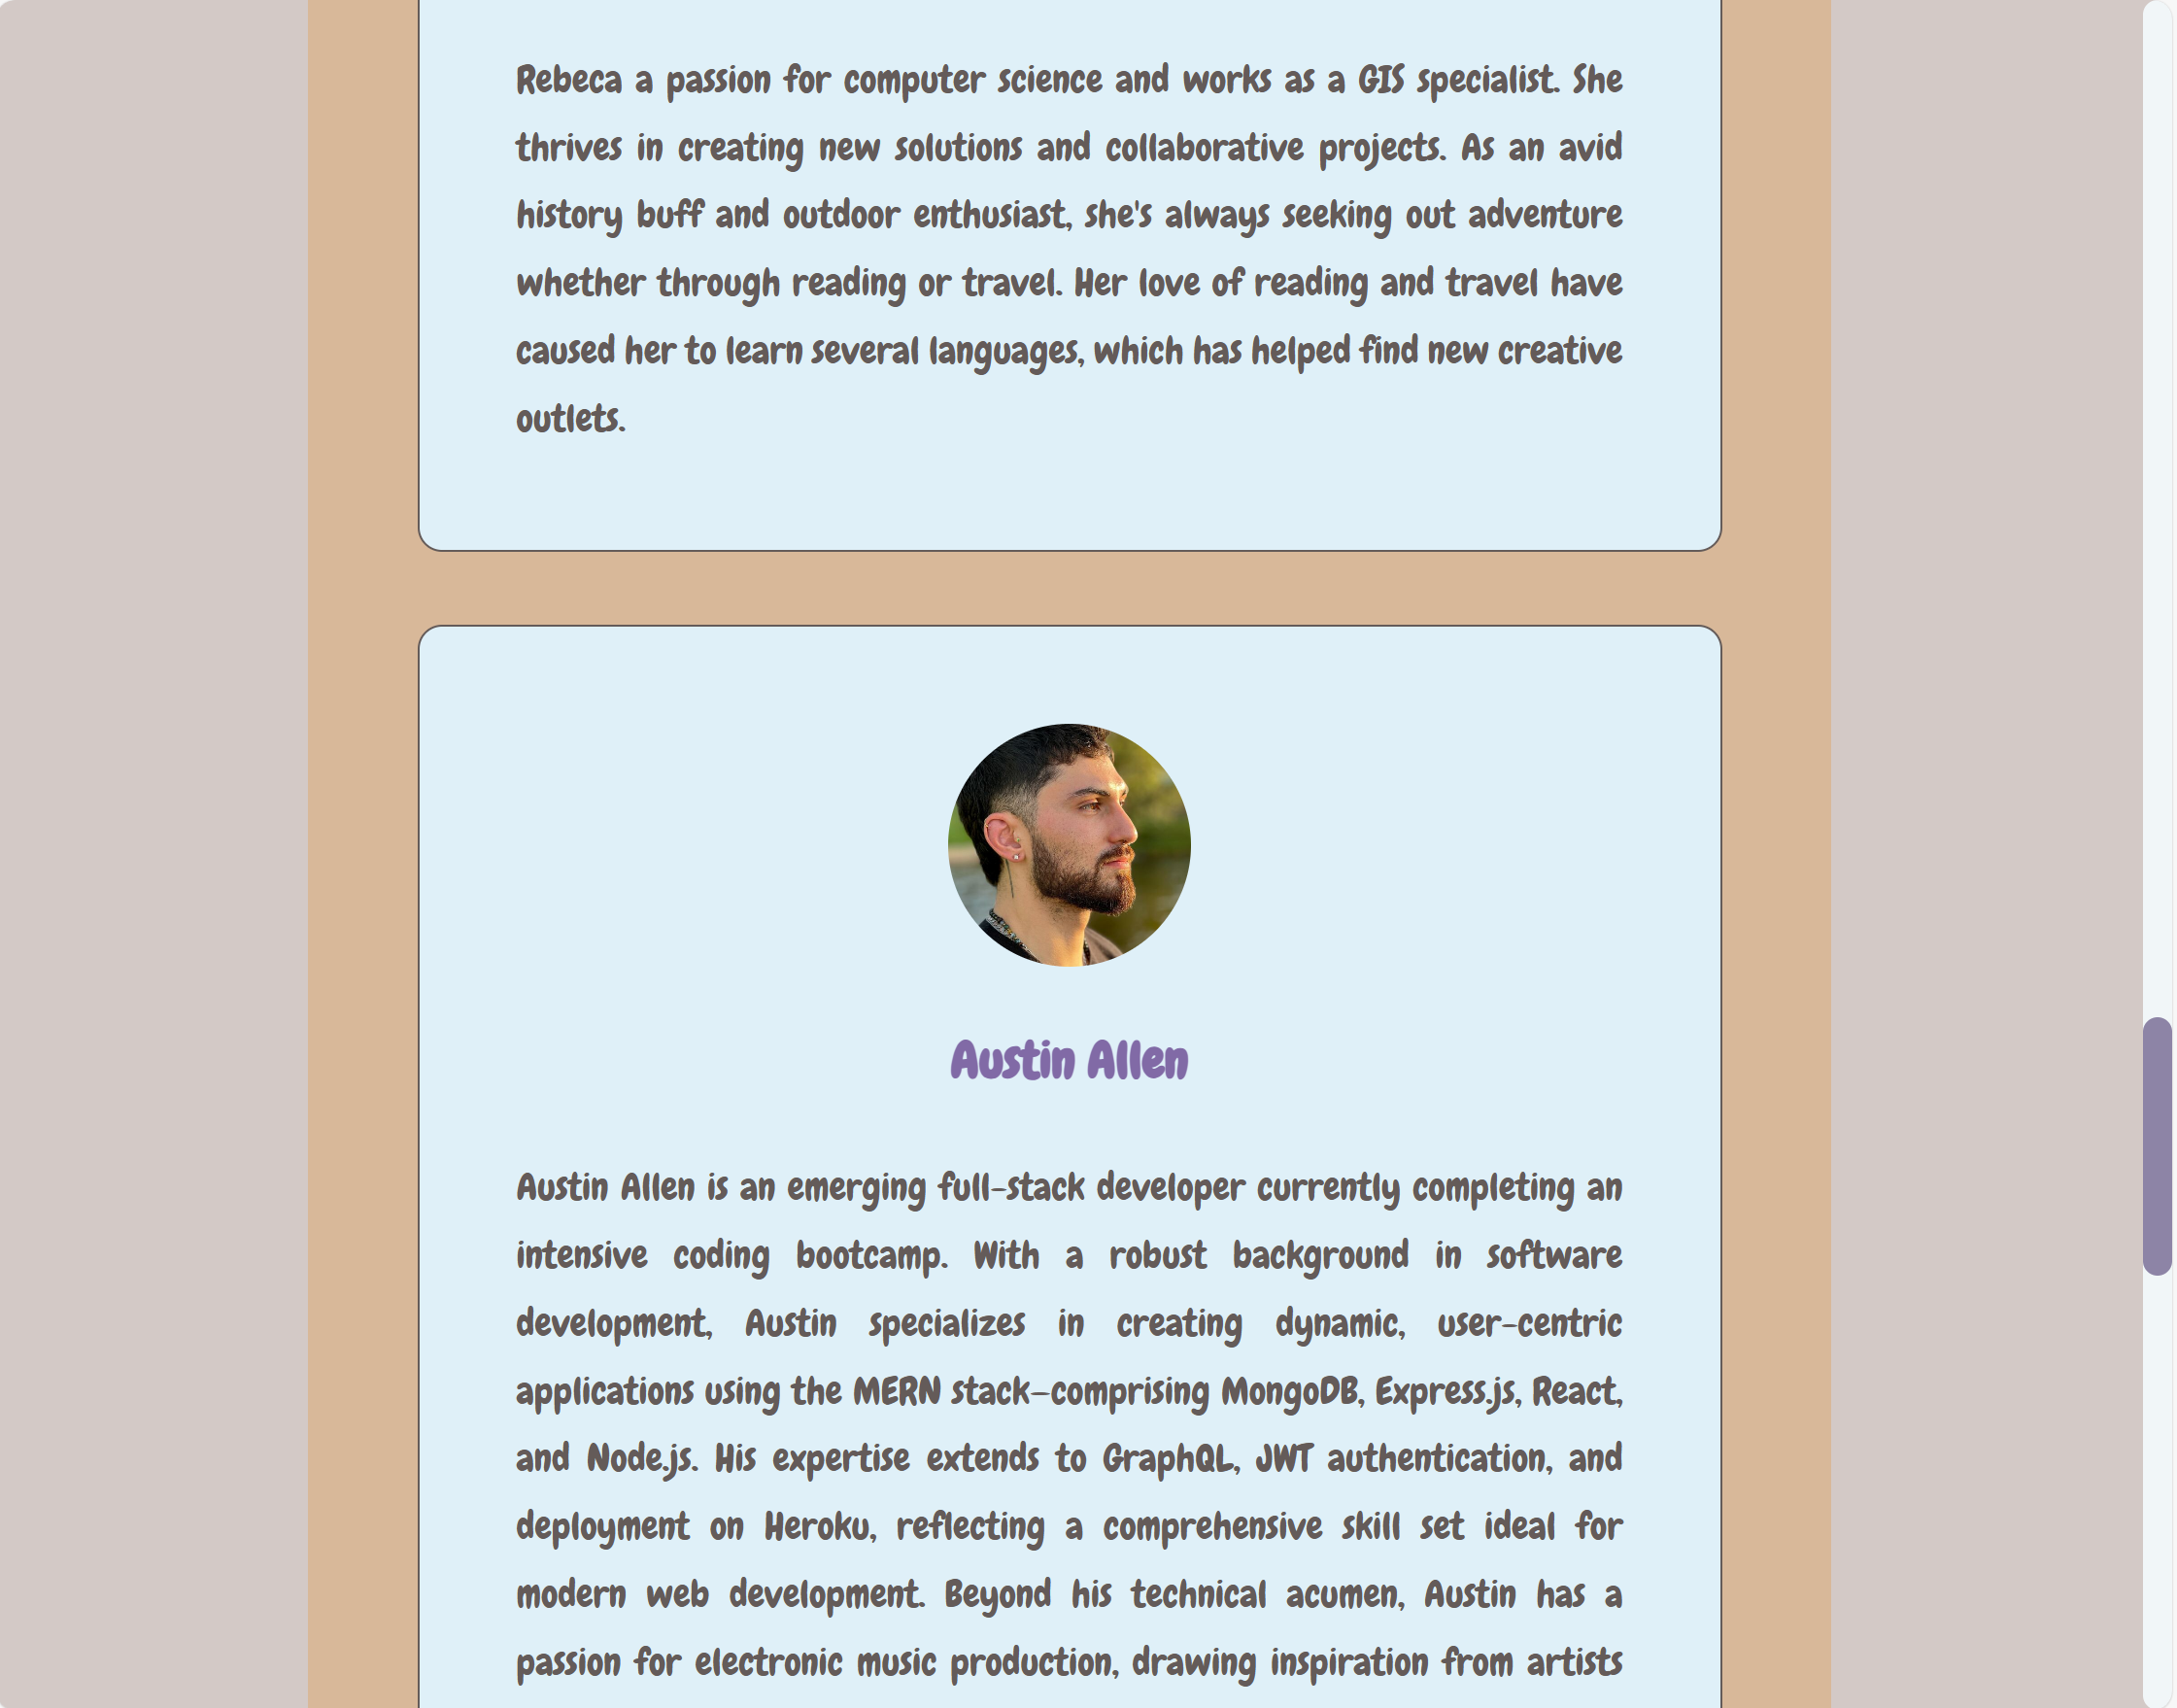 Rebeca a passion for computer science and works as a GIS specialist. She
thrives in creating new solutions and collaborative projects. As an avid
history buff and outdoor enthusiast, she's always seeking out adventure
whether through reading or travel. Her love of reading and travel have
caused her to learn several languages, which has helped find new creative
outlets.
Austin Allen
Austin Allen is an emerging full-stack developer currently completing an
intensive coding bootcamp. With a robust background in software
development, Austin specializes in creating dynamic, user-centric
applications using the MERN stack—comprising MongoDB, Express.js, React,
and Node.js. His expertise extends to GraphQL, JWT authentication, and
deployment on Heroku, reflecting a comprehensive skill set ideal for
modern web development. Beyond his technical acumen, Austin has a
passion for electronic music production, drawing inspiration from artists